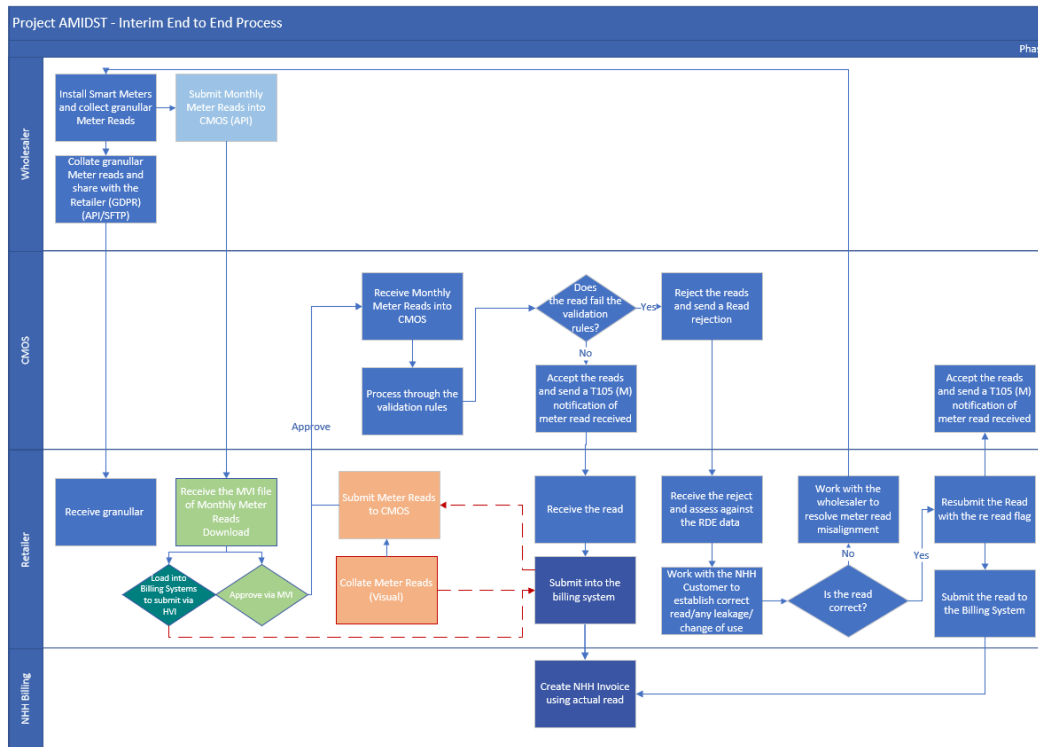 Project AMIDST - Interim End to End Process
Phas
Wholesaler
Install Smart Meters
and collect granullar
Meter Reads
Submit Monthly
Meter Reads into
CMOS (API)
Collate granullar
Meter reads and
share with the
Retailer (GDPR)
(API/SFTP)
CMOS
Receive Monthly
Meter Reads into
CMOS
Does
the read fail the
validation
rules?
Yes
Reject the reads
and send a Read
rejection
No
Process through the
validation rules
Accept the reads
and send a T105 (M)
notification of
meter read received
Accept the reads
and send a T105 (M)
notification of
meter read received
Approve
Retailer
Receive granullar
Receive the MVI file
of Monthly Meter
Reads
Download
Submit Meter Reads
to CMOS
Receive the read
Receive the reject
and assess against
the RDE data
Work with the
wholesaler to
resolve meter read
misalignment
Resubmit the Read
with the re read flag
No
Yes
Load into
Billing Systems
to submit via
HVI
Approve via MVI
Collate Meter Reads
(Visual)
Submit into the
billing system
Work with the NHH
Customer to
establish correct
read/any leakage/
change of use
Is the read
correct?
Submit the read to
the Billing System
NHH Billing
Create NHH Invoice
using actual read